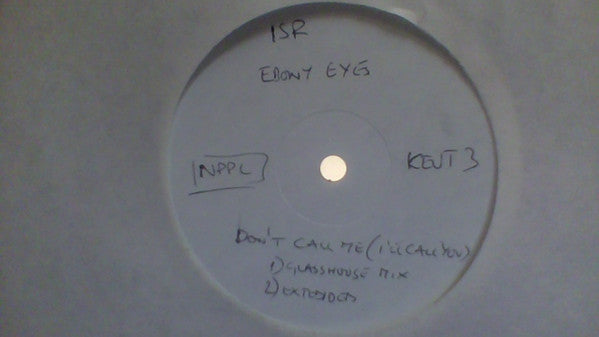 ISR
EBONY EYES
NPPL
KENT 3
DON'T CALL ME (I'LL CALL YOU)
1) GLASSHOUSE MIX
2) EXTENDED